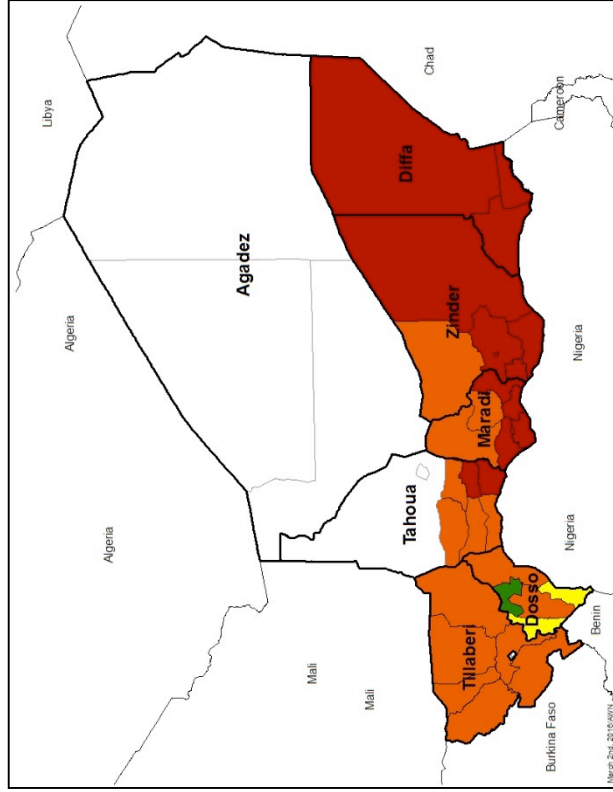 Libya
Algeria
Algeria
Chad
Agadez
Diffa
Cameroon
Mali
Tahoua
Zinder
Mali
Maradi
Nigeria
Tillaberi
Dosso
Nigeria
Burkina Faso
Benin
March 2nd, 2016/AWN